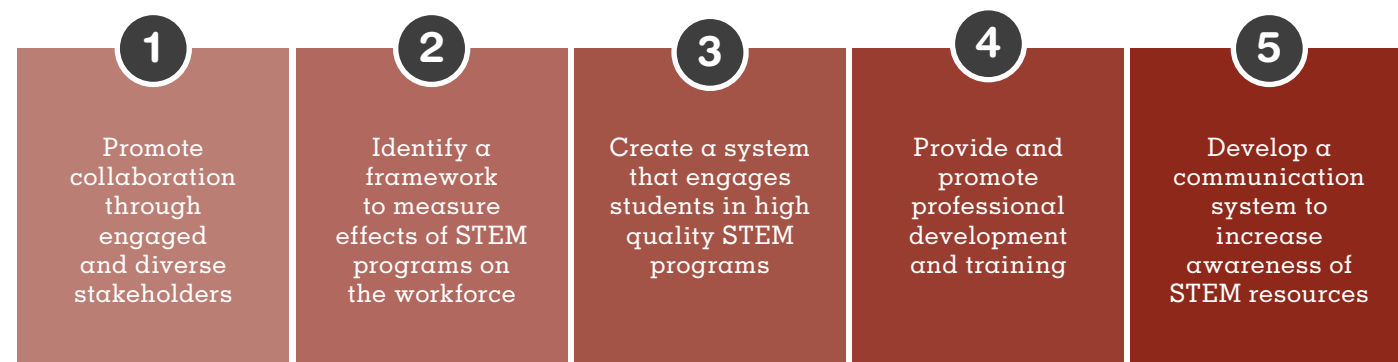 1
Promote
collaboration
through
engaged
and diverse
stakeholders
2
Identify a
framework
to measure
effects of STEM
programs on
the workforce
3
Create a system
that engages
students in high
quality STEM
programs
4
Provide and
promote
professional
development
and training
5
Develop a
communication
system to
increase
awareness of
STEM resources